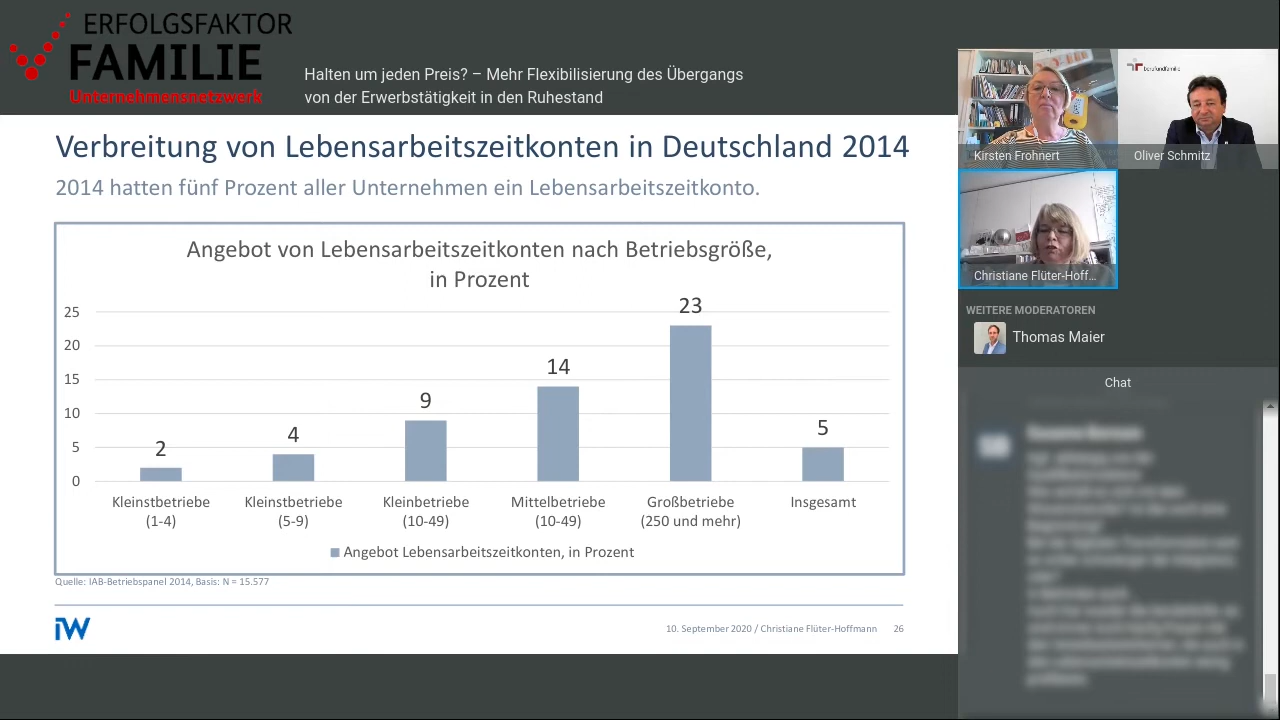 ERFOLGSFAKTOR
FAMILIE
Unternehmensnetzwerk
Halten um jeden Preis? – Mehr Flexibilisierung des Übergangs
von der Erwerbstätigkeit in den Ruhestand
Verbreitung von Lebensarbeitszeitkonten in Deutschland 2014
2014 hatten fünf Prozent aller Unternehmen ein Lebensarbeitszeitkonto.
Angebot von Lebensarbeitszeitkonten nach Betriebsgröße,
in Prozent
25
20
15
10
5
0
2
4
9
14
23
5
Kleinstbetriebe
(1-4)
Kleinstbetriebe
(5-9)
Kleinbetriebe
(10-49)
Mittelbetriebe
(10-49)
Großbetriebe
(250 und mehr)
Insgesamt
Angebot Lebensarbeitszeitkonten, in Prozent
Quelle: IAB-Betriebspanel 2014, Basis: N = 15.577
iW
10. September 2020 / Christiane Flüter-Hoffmann 26
berufundfamilie
Kirsten Frohnert
Oliver Schmitz
Christiane Flüter-Hoff...
WEITERE MODERATOREN
Thomas Maier
Chat